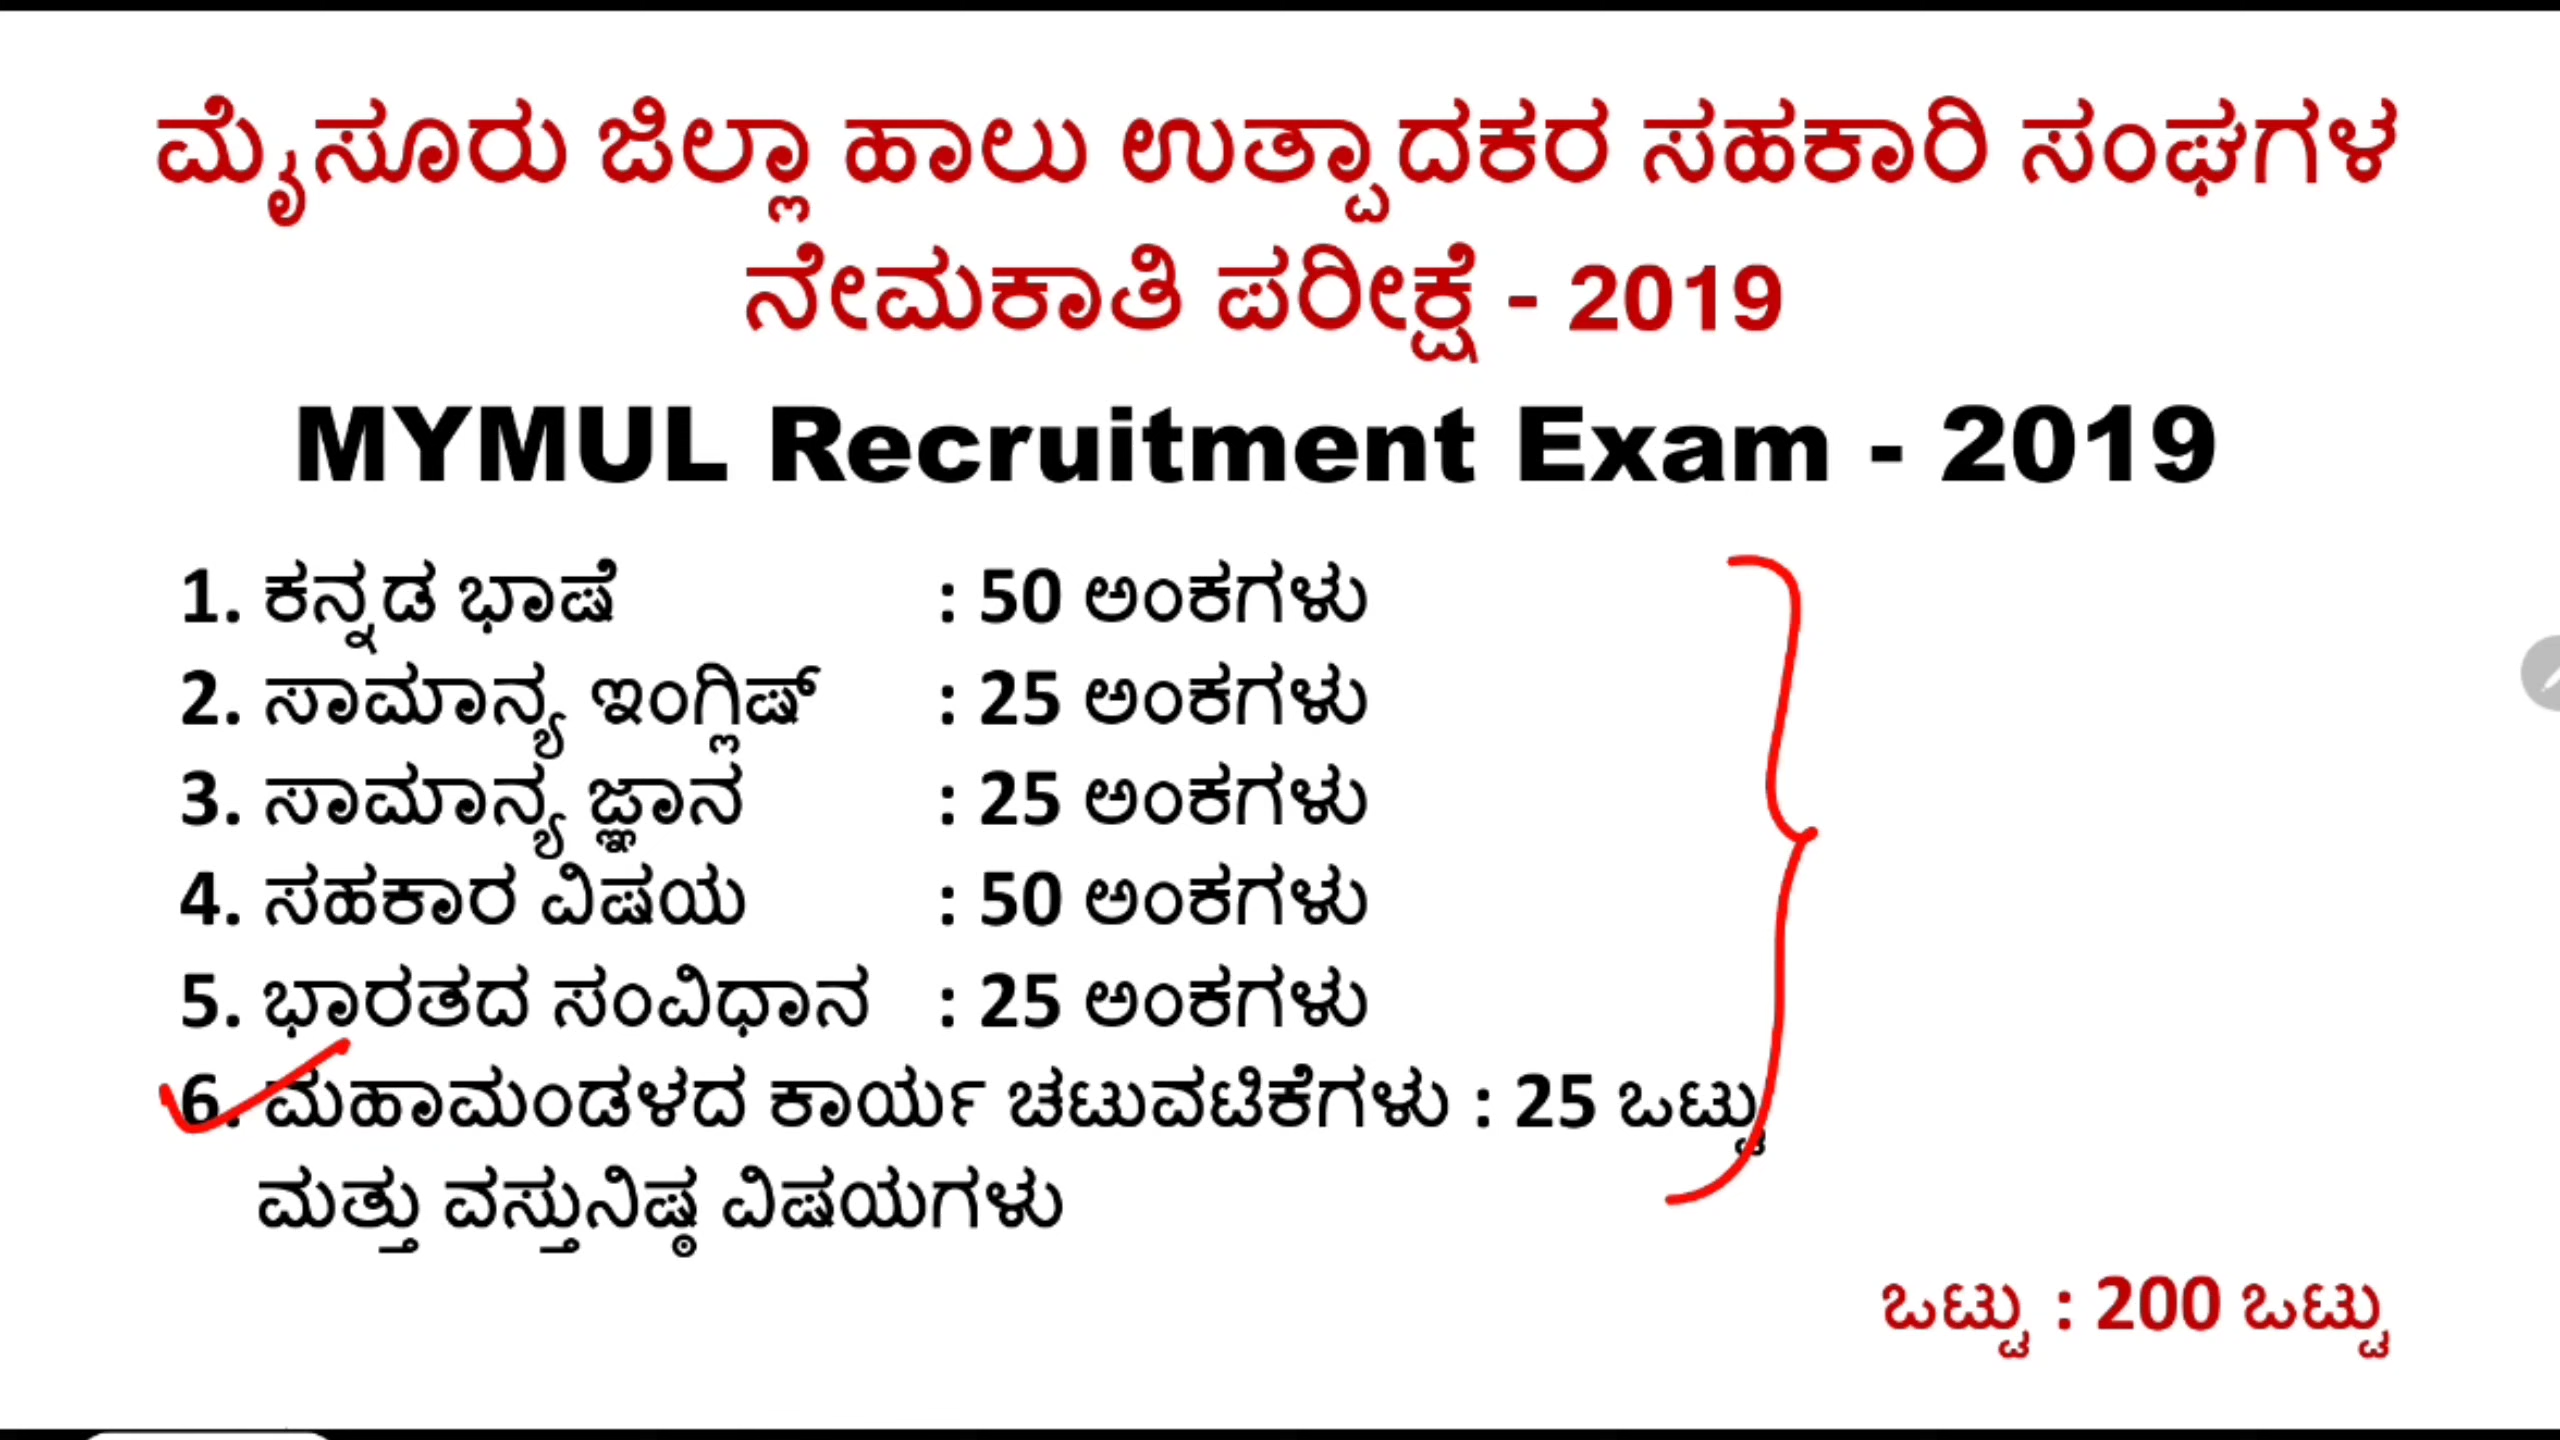 ಮೈಸೂರು ಜಿಲ್ಲಾ ಹಾಲು ಉತ್ಪಾದಕರ ಸಹಕಾರಿ ಸಂಘಗಳ
ನೇಮಕಾತಿ ಪರೀಕ್ಷೆ - 2019
MYMUL Recruitment Exam - 2019
1. ಕನ್ನಡ ಭಾಷೆ : 50 ಅಂಕಗಳು
2. ಸಾಮಾನ್ಯ ಇಂಗ್ಲಿಷ್ : 25 ಅಂಕಗಳು
3. ಸಾಮಾನ್ಯ ಜ್ಞಾನ : 25 ಅಂಕಗಳು
4. ಸಹಕಾರ ವಿಷಯ : 50 ಅಂಕಗಳು
5. ಭಾರತದ ಸಂವಿಧಾನ : 25 ಅಂಕಗಳು
6. ಮಹಾಮಂಡಳದ ಕಾರ್ಯ ಚಟುವಟಿಕೆಗಳು : 25 ಒಟ್ಟು
ಮತ್ತು ವಸ್ತುನಿಷ್ಠ ವಿಷಯಗಳು
ಒಟ್ಟು : 200 ಒಟ್ಟು